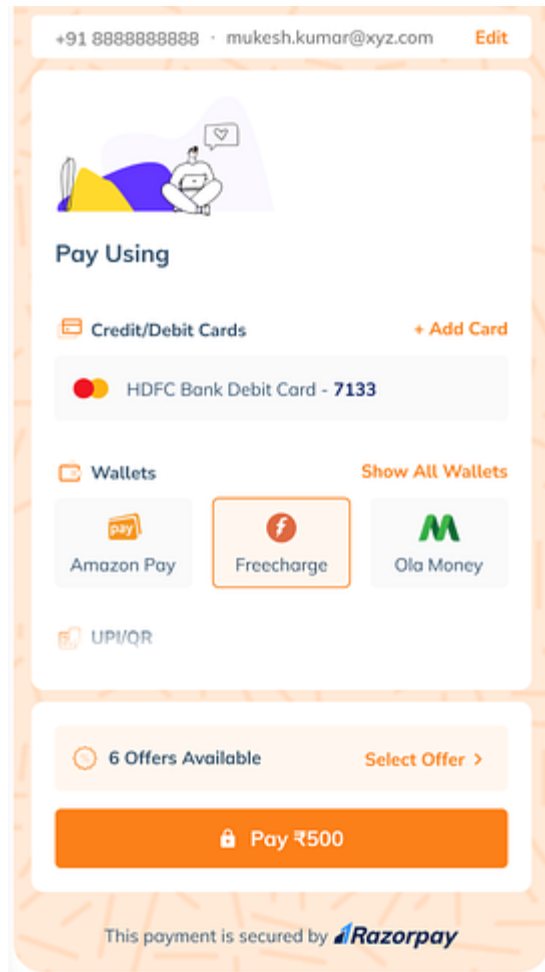 +91 8888888888 · mukesh.kumar@xyz.com Edit
Pay Using
Credit/Debit Cards + Add Card
HDFC Bank Debit Card - 7133
Wallets Show All Wallets
pay
Amazon Pay Freecharge Ola Money
UPI/QR
6 Offers Available Select Offer >
Pay ₹500
This payment is secured by Razorpay